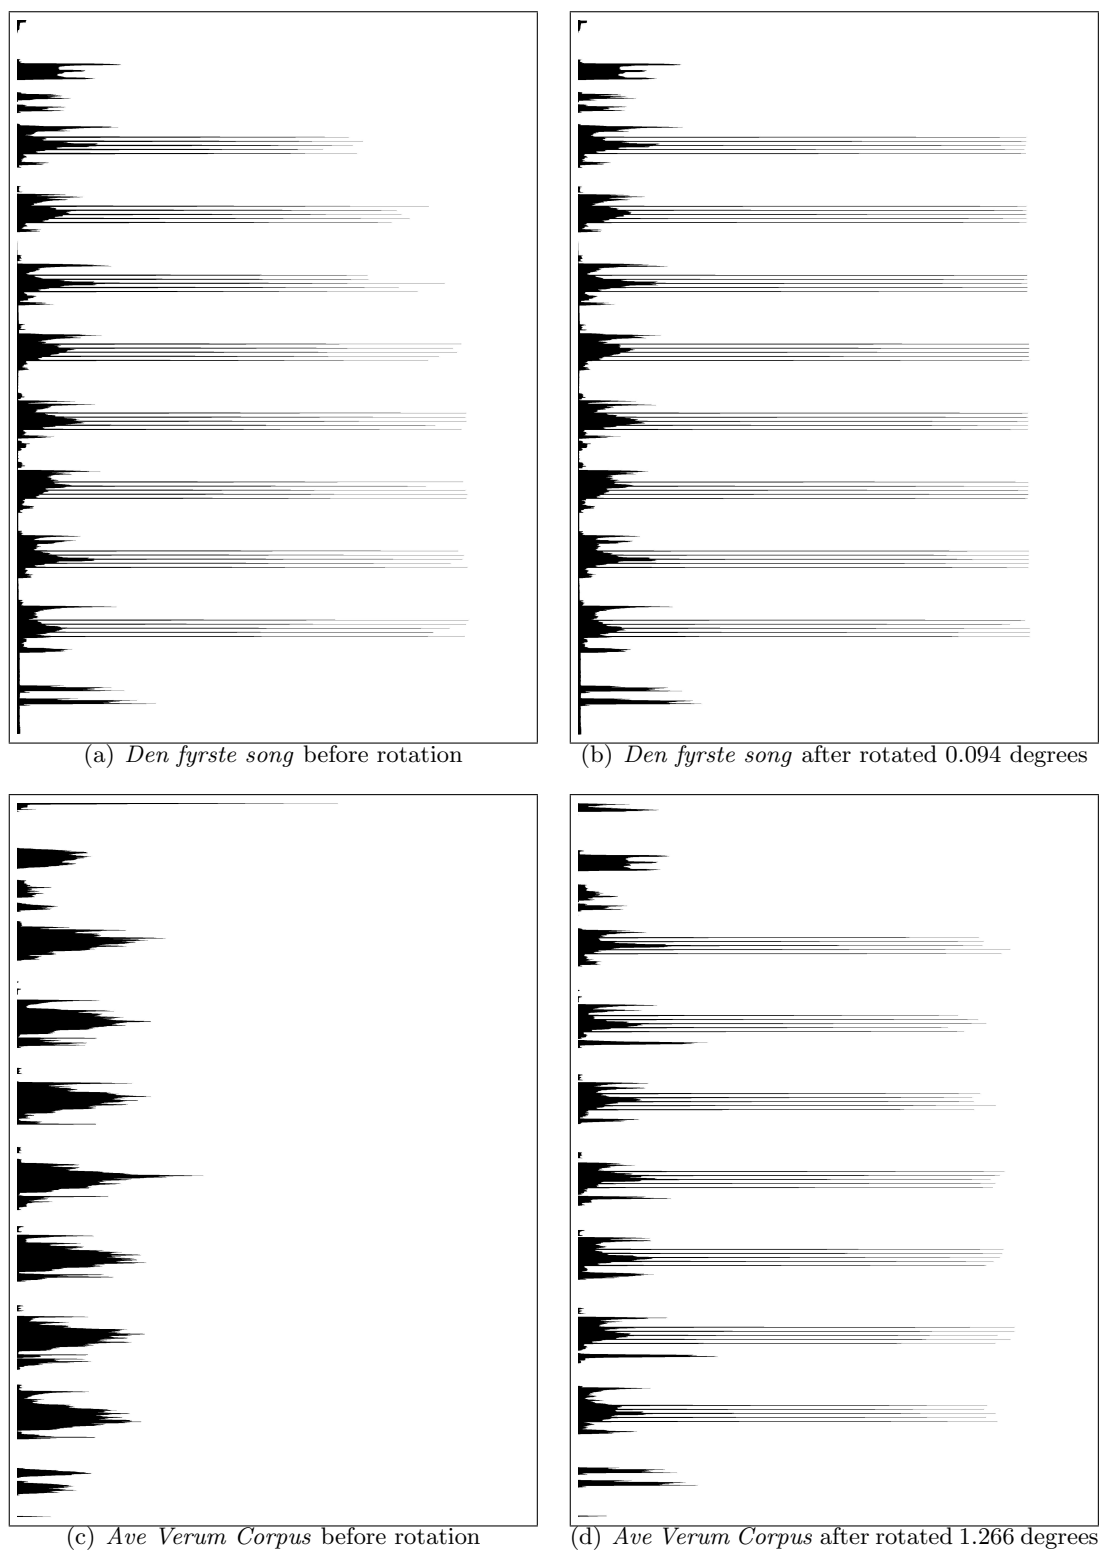 (a) Den fyrste song before rotation
(b) Den fyrste song after rotated 0.094 degrees
(c) Ave Verum Corpus before rotation
(d) Ave Verum Corpus after rotated 1.266 degrees